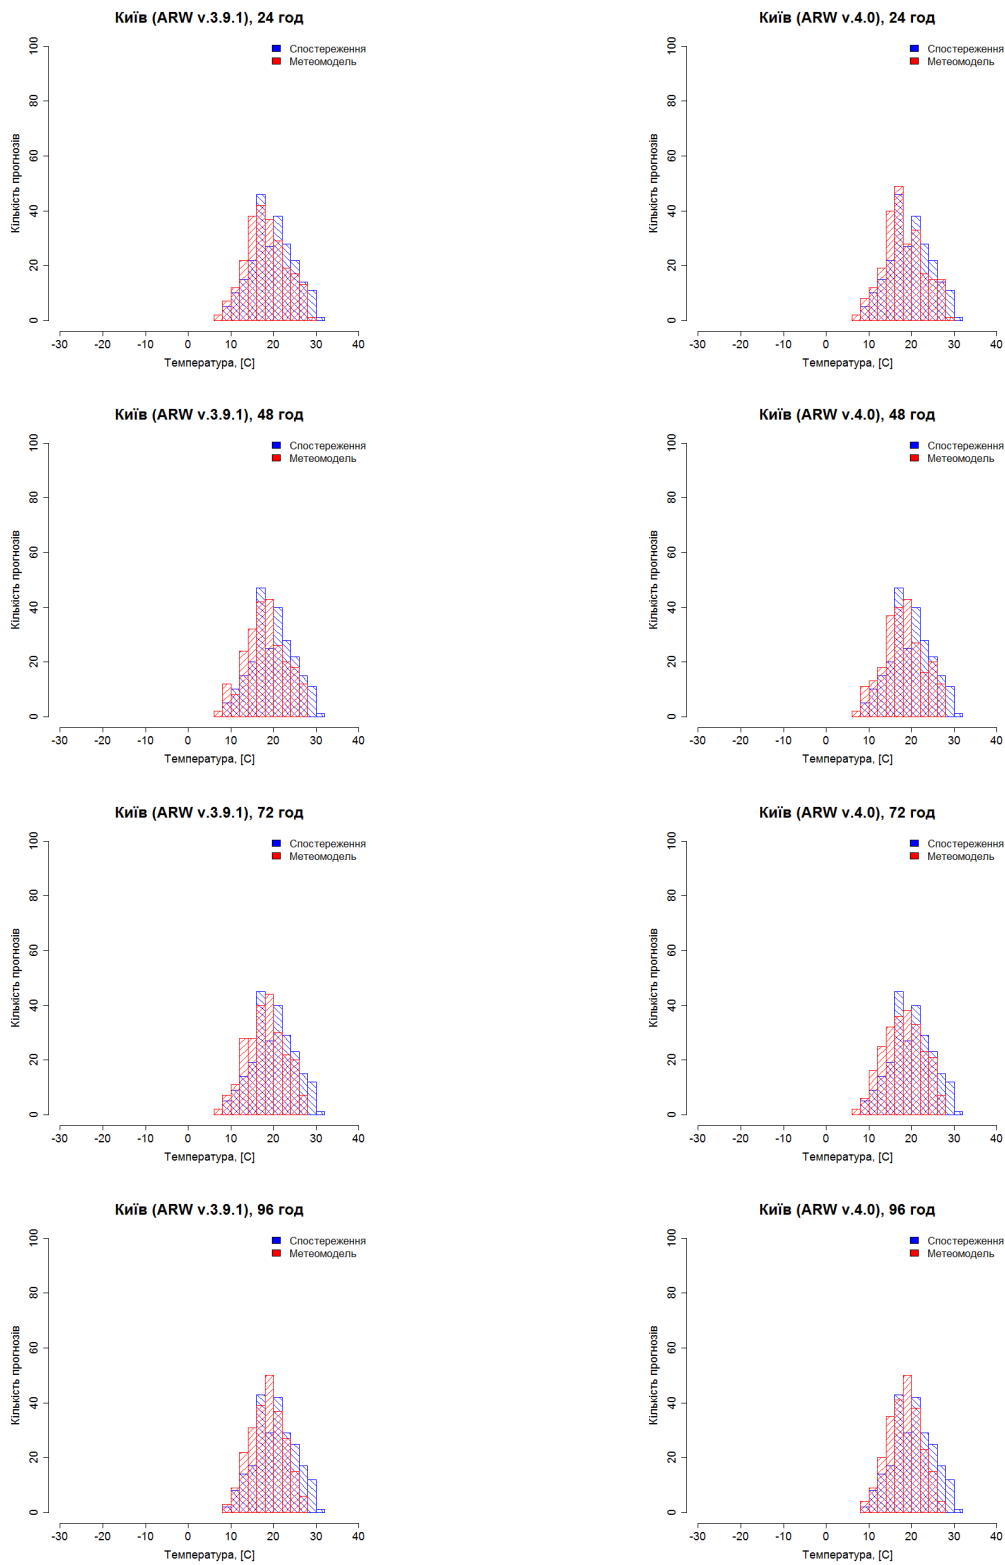 Київ (ARW v.3.9.1), 24 год
Спостереження
Метеомодель
Кількість прогнозів
0 20 40 60 80 100
-30 -20 -10 0 10 20 30 40
Температура, [C]
Київ (ARW v.4.0), 24 год
Спостереження
Метеомодель
Кількість прогнозів
0 20 40 60 80 100
-30 -20 -10 0 10 20 30 40
Температура, [C]
Київ (ARW v.3.9.1), 48 год
Спостереження
Метеомодель
Кількість прогнозів
0 20 40 60 80 100
-30 -20 -10 0 10 20 30 40
Температура, [C]
Київ (ARW v.4.0), 48 год
Спостереження
Метеомодель
Кількість прогнозів
0 20 40 60 80 100
-30 -20 -10 0 10 20 30 40
Температура, [C]
Київ (ARW v.3.9.1), 72 год
Спостереження
Метеомодель
Кількість прогнозів
0 20 40 60 80 100
-30 -20 -10 0 10 20 30 40
Температура, [C]
Київ (ARW v.4.0), 72 год
Спостереження
Метеомодель
Кількість прогнозів
0 20 40 60 80 100
-30 -20 -10 0 10 20 30 40
Температура, [C]
Київ (ARW v.3.9.1), 96 год
Спостереження
Метеомодель
Кількість прогнозів
0 20 40 60 80 100
-30 -20 -10 0 10 20 30 40
Температура, [C]
Київ (ARW v.4.0), 96 год
Спостереження
Метеомодель
Кількість прогнозів
0 20 40 60 80 100
-30 -20 -10 0 10 20 30 40
Температура, [C]